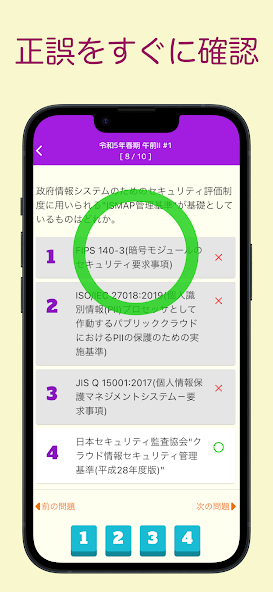 正誤をすぐに確認
令和5年春期 午前II #1
[ 8 / 10 ]
政府情報システムのためのセキュリティ評価制
度に用いられる"ISMAP管理基準"が基礎とし
ているものはどれか。
1
FIPS 140-3(暗号モジュールの
セキュリティ要求事項)
2
ISO/IEC 27018:2019(個人識
別情報(PII)プロセッサとして
作動するパブリッククラウド
におけるPIIの保護のための実
施基準)
3
JIS Q 15001:2017(個人情報保
護マネジメントシステムー要
求事項)
4
日本セキュリティ監査協会"ク
ラウド情報セキュリティ管理
基準(平成28年度版)"
前の問題
次の問題
1 2 3 4